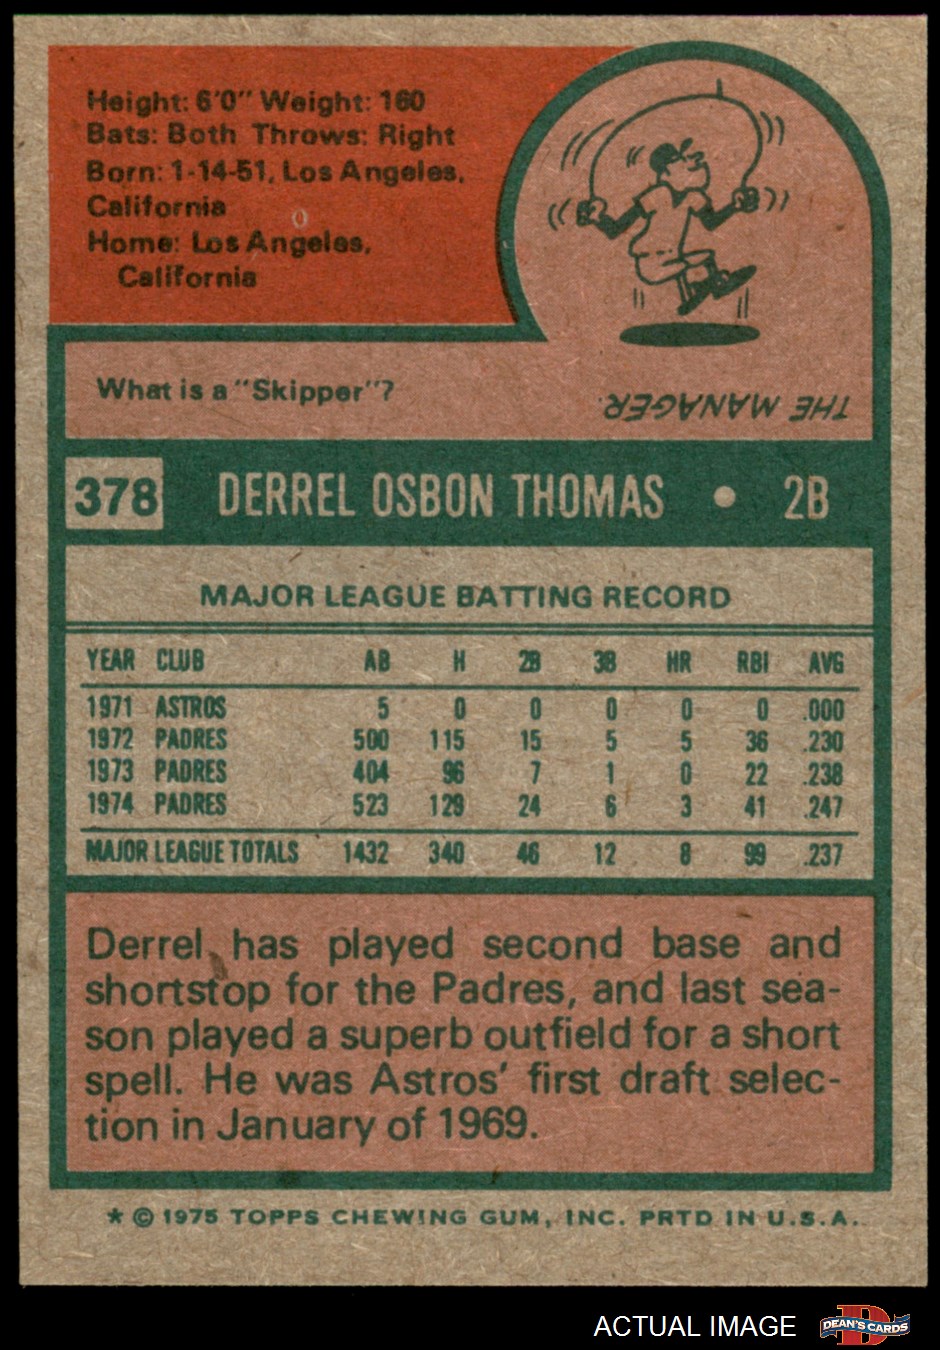 Height: 6'0" Weight: 160
Bats: Both Throws: Right
Born: 1-14-51, Los Angeles,
California
Home: Los Angeles,
California
What is a "Skipper"?
THE MANAGER.
378 DERREL OSBON THOMAS • 2B
MAJOR LEAGUE BATTING RECORD
YEAR CLUB AB H 2B 3B HR RBI AVG
1971 ASTROS 5 0 0 0 0 0 .000
1972 PADRES 500 115 15 5 5 36 .230
1973 PADRES 404 96 7 1 0 22 .238
1974 PADRES 523 129 24 6 3 41 .247
MAJOR LEAGUE TOTALS 1432 340 46 12 8 99 .237
Derrel has played second base and
shortstop for the Padres, and last sea-
son played a superb outfield for a short
spell. He was Astros' first draft selec-
tion in January of 1969.
* © 1975 TOPPS CHEWING GUM, INC. PRTD IN U.S.A.
ACTUAL IMAGE
D
DEAN'S CARDS